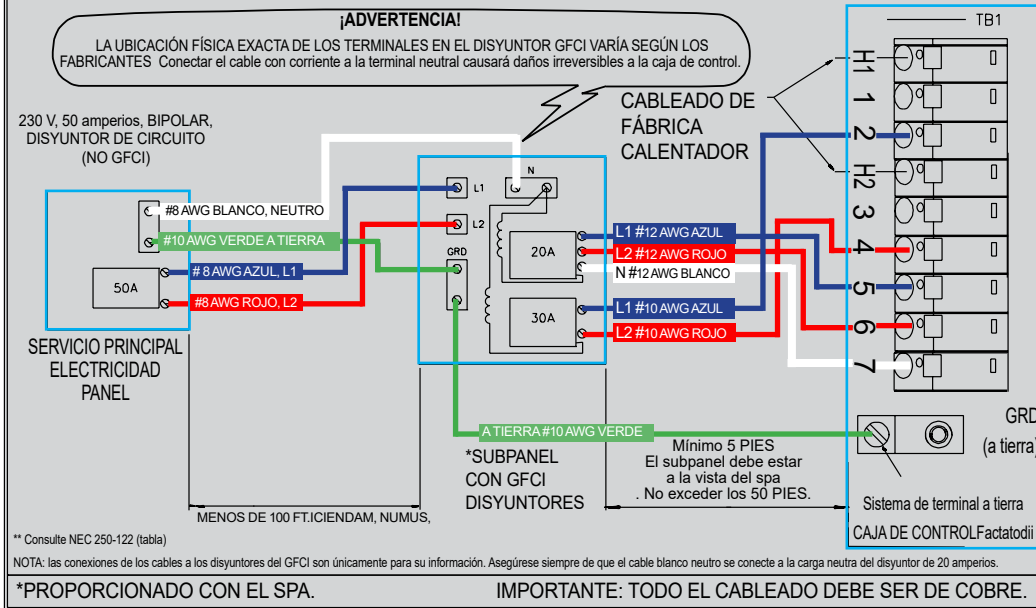 ¡ADVERTENCIA!
LA UBICACIÓN FÍSICA EXACTA DE LOS TERMINALES EN EL DISYUNTOR GFCI VARÍA SEGÚN LOS
FABRICANTES Conectar el cable con corriente a la terminal neutral causará daños irreversibles a la caja de control.
230 V, 50 amperios, BIPOLAR,
DISYUNTOR DE CIRCUITO
(NO GFCI)
#8 AWG BLANCO, NEUTRO
#10 AWG VERDE A TIERRA
# 8 AWG AZUL, L1
#8 AWG ROJO, L2
50A
SERVICIO PRINCIPAL
ELECTRICIDAD
PANEL
N
L1
L2
GRD
20A
30A
L1 #12 AWG AZUL
L2 #12 AWG ROJO
N #12 AWG BLANCO
L1 #10 AWG AZUL
L2 #10 AWG ROJO
A TIERRA #10 AWG VERDE
*SUBPANEL
CON GFCI
DISYUNTORES
CABLEADO DE
FÁBRICA
CALENTADOR
TB1
H1
1
2
H2
3
4
5
6
7
GRD
(a tierra)
Mínimo 5 PIES
El subpanel debe estar
a la vista del spa
. No exceder los 50 PIES.
Sistema de terminal a tierra
CAJA DE CONTROLFactatodii
MENOS DE 100 FT.ICIENDAM, NUMUS,
** Consulte NEC 250-122 (tabla)
NOTA: las conexiones de los cables a los disyuntores del GFCI son únicamente para su información. Asegúrese siempre de que el cable blanco neutro se conecte a la carga neutra del disyuntor de 20 amperios.
*PROPORCIONADO CON EL SPA.
IMPORTANTE: TODO EL CABLEADO DEBE SER DE COBRE.